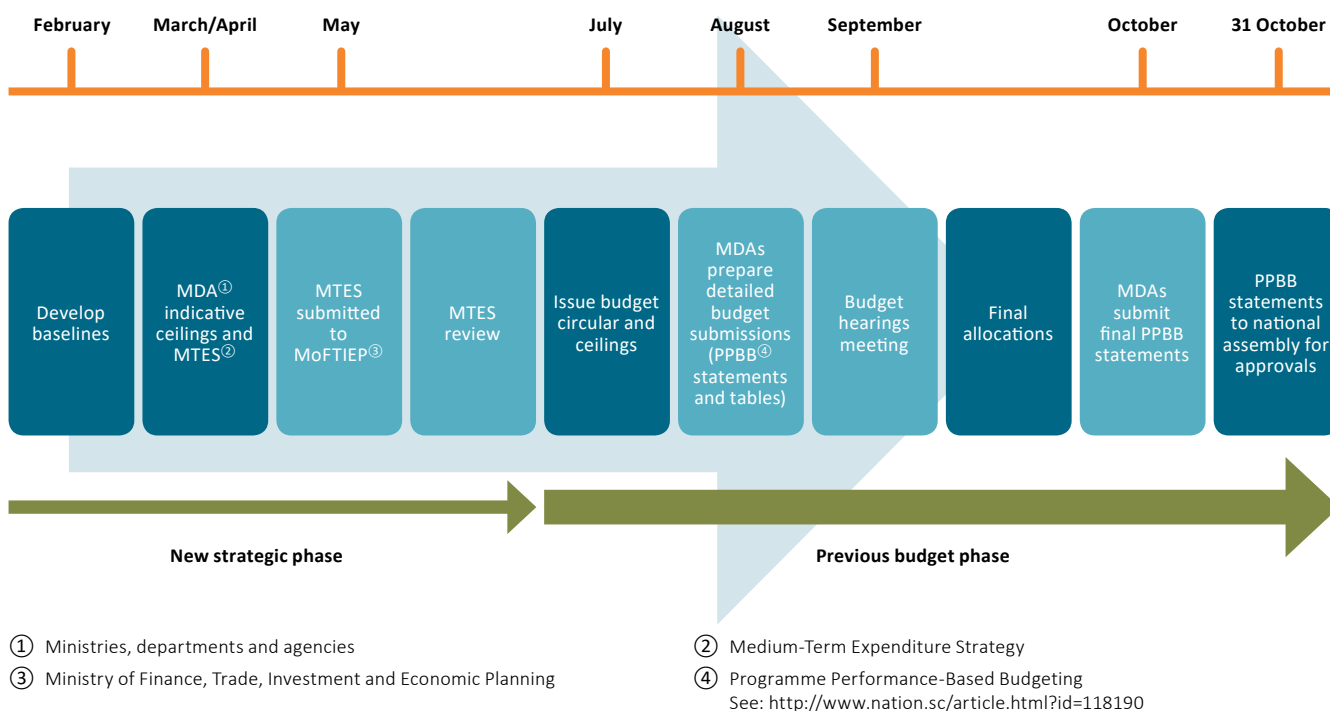 February
March/April
May
July
August
September
October
31 October
Develop
baselines
MDA①
indicative
ceilings and
MTES②
MTES
submitted
to
MoFTIEP③
MTES
review
Issue budget
circular and
ceilings
MDAs
prepare
detailed
budget
submissions
(PPBB④
statements
and tables)
Budget
hearings
meeting
Final
allocations
MDAs
submit
final PPBB
statements
PPBB
statements
to national
assembly for
approvals
New strategic phase
Previous budget phase
① Ministries, departments and agencies
② Medium-Term Expenditure Strategy
③ Ministry of Finance, Trade, Investment and Economic Planning
④ Programme Performance-Based Budgeting
See: http://www.nation.sc/article.html?id=118190